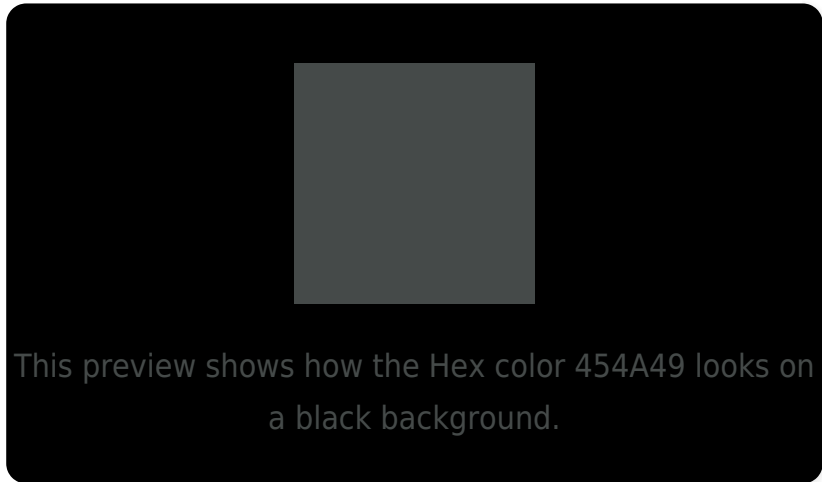 This preview shows how the Hex color 454A49 looks on
a black background.